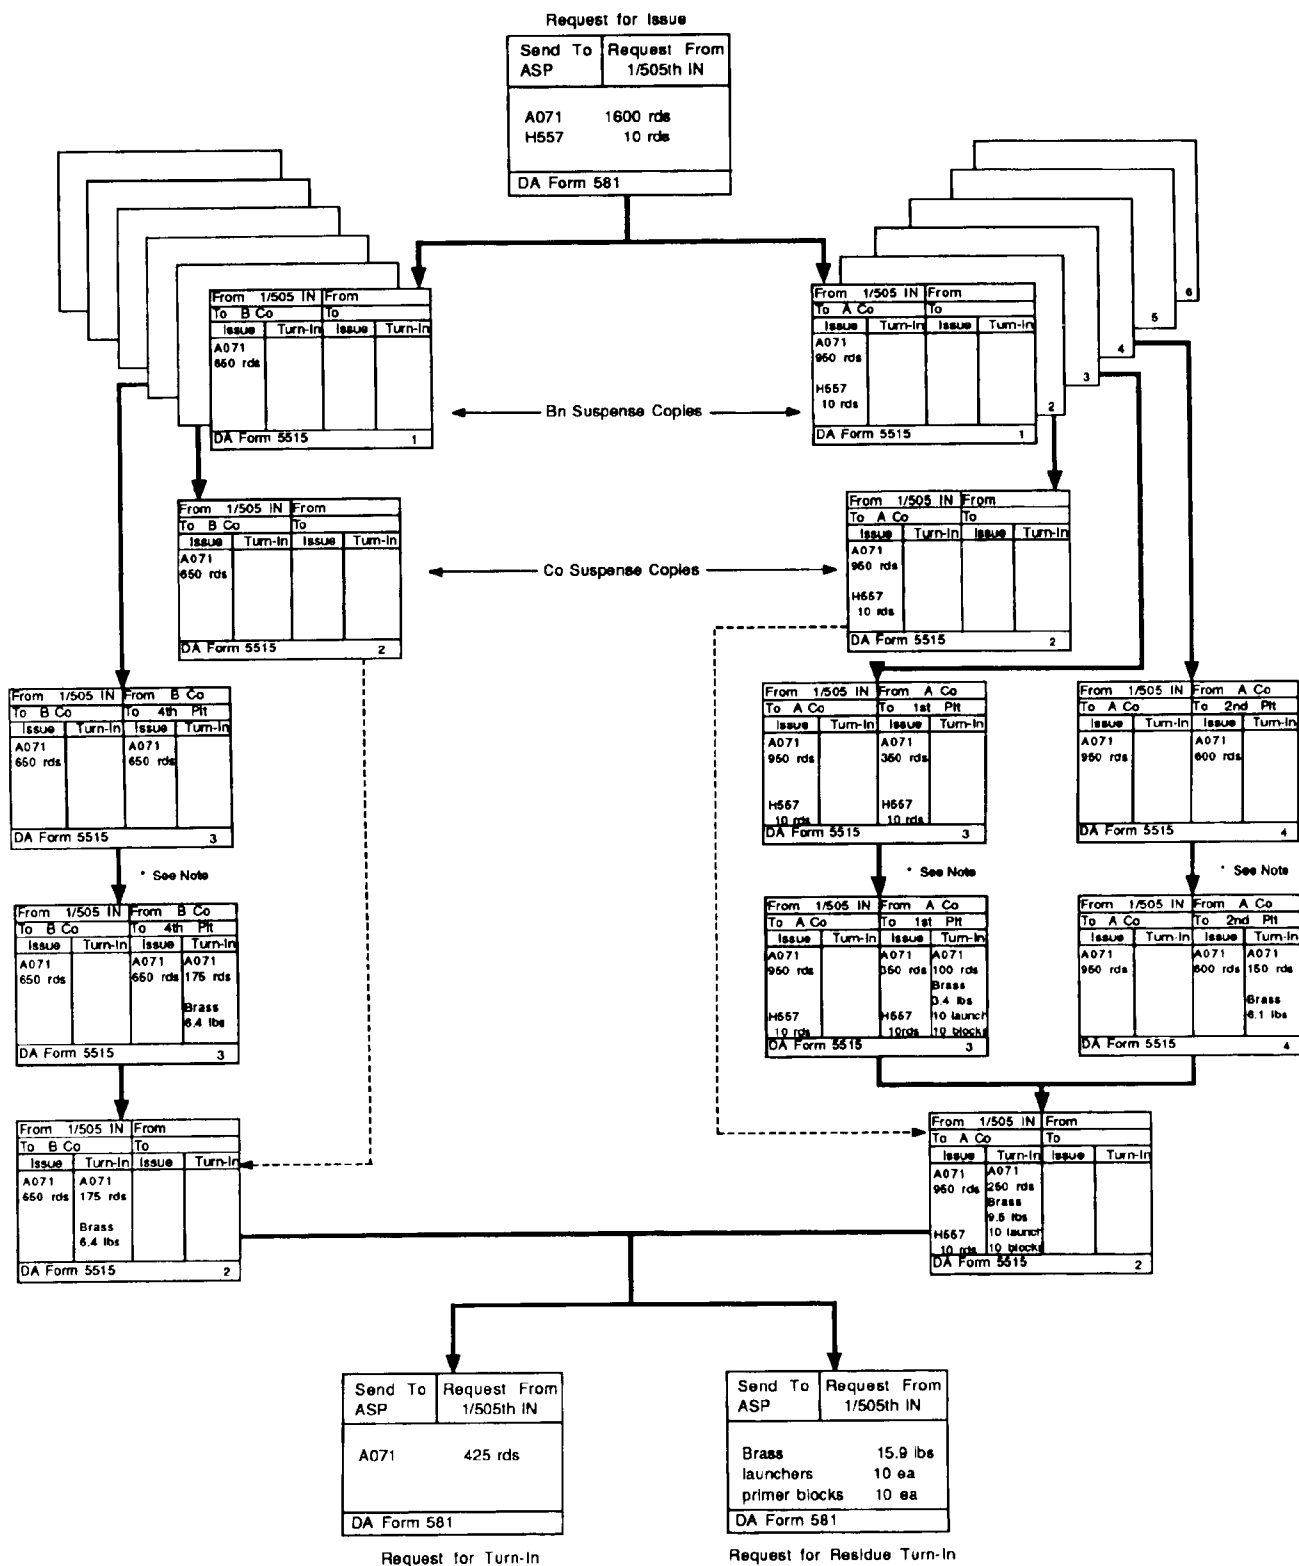 Request for Issue
Send To Request From
ASP 1/505th IN
A071 1600 rds
H557 10 rds
DA Form 581
From 1/505 IN From
To B Co To
Issue Turn-In Issue Turn-In
A071
650 rds
DA Form 5515 1
From 1/505 IN From
To A Co To
Issue Turn-In Issue Turn-In
A071
950 rds
H557
10 rds
DA Form 5515 1
2
3
4
5
6
Bn Suspense Copies
From 1/505 IN From
To B Co To
Issue Turn-In Issue Turn-In
A071
650 rds
DA Form 5515 2
From 1/505 IN From
To A Co To
Issue Turn-In Issue Turn-In
A071
950 rds
H557
10 rds
DA Form 5515 2
Co Suspense Copies
From 1/505 IN From B Co
To B Co To 4th Plt
Issue Turn-In Issue Turn-In
A071 A071
650 rds 650 rds
DA Form 5515 3
From 1/505 IN From A Co
To A Co To 1st Plt
Issue Turn-In Issue Turn-In
A071 A071
950 rds 350 rds
H557 H557
10 rds 10 rds
DA Form 5515 3
From 1/505 IN From A Co
To A Co To 2nd Plt
Issue Turn-In Issue Turn-In
A071 A071
950 rds 600 rds
DA Form 5515 4
* See Note
* See Note
* See Note
From 1/505 IN From B Co
To B Co To 4th Plt
Issue Turn-In Issue Turn-In
A071 A071 A071
650 rds 650 rds 175 rds
Brass
6.4 lbs
DA Form 5515 3
From 1/505 IN From A Co
To A Co To 1st Plt
Issue Turn-In Issue Turn-In
A071 A071 A071
950 rds 350 rds 100 rds
Brass
3.4 lbs
H557 H557 10 launch
10 rds 10rds 10 blocks
DA Form 5515 3
From 1/505 IN From A Co
To A Co To 2nd Plt
Issue Turn-In Issue Turn-In
A071 A071 A071
950 rds 600 rds 150 rds
Brass
6.1 lbs
DA Form 5515 4
From 1/505 IN From
To B Co To
Issue Turn-In Issue Turn-In
A071 A071
650 rds 175 rds
Brass
6.4 lbs
DA Form 5515 2
From 1/505 IN From
To A Co To
Issue Turn-In Issue Turn-In
A071 A071
950 rds 250 rds
Brass
9.5 lbs
H557 10 launch
10 rds 10 blocks
DA Form 5515 2
Send To Request From
ASP 1/505th IN
A071 425 rds
DA Form 581
Request for Turn-In
Send To Request From
ASP 1/505th IN
Brass 15.9 lbs
launchers 10 ea
primer blocks 10 ea
DA Form 581
Request for Residue Turn-In